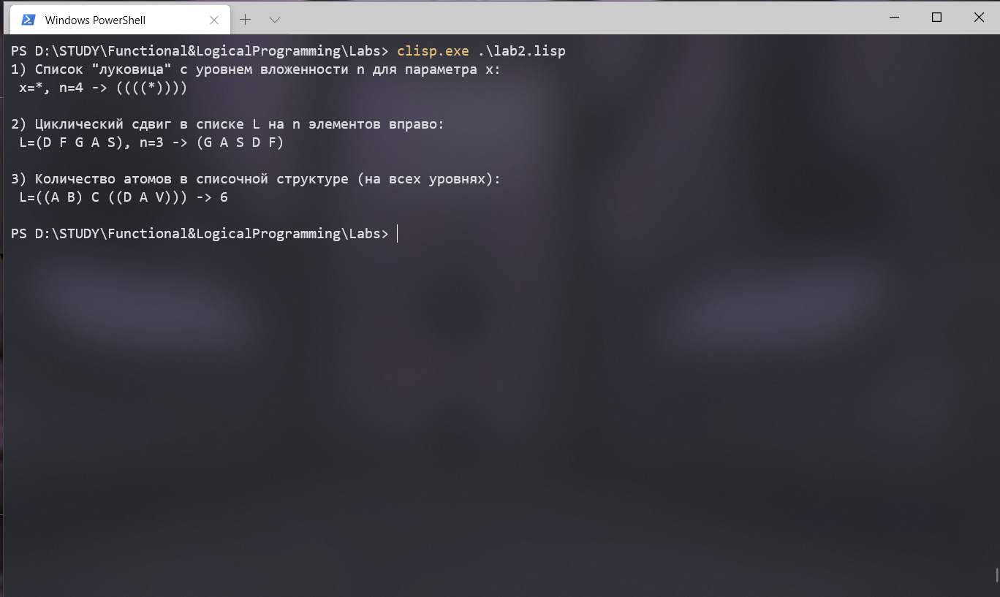 Windows PowerShell
PS D:\STUDY\Functional&LogicalProgramming\Labs> clisp.exe .\lab2.lisp
1) Список "луковица" с уровнем вложенности n для параметра x:
x=*, n=4 -> ((((*))))
2) Циклический сдвиг в списке L на n элементов вправо:
L=(D F G A S), n=3 -> (G A S D F)
3) Количество атомов в списочной структуре (на всех уровнях):
L=((A B) C ((D A V))) -> 6
PS D:\STUDY\Functional&LogicalProgramming\Labs>